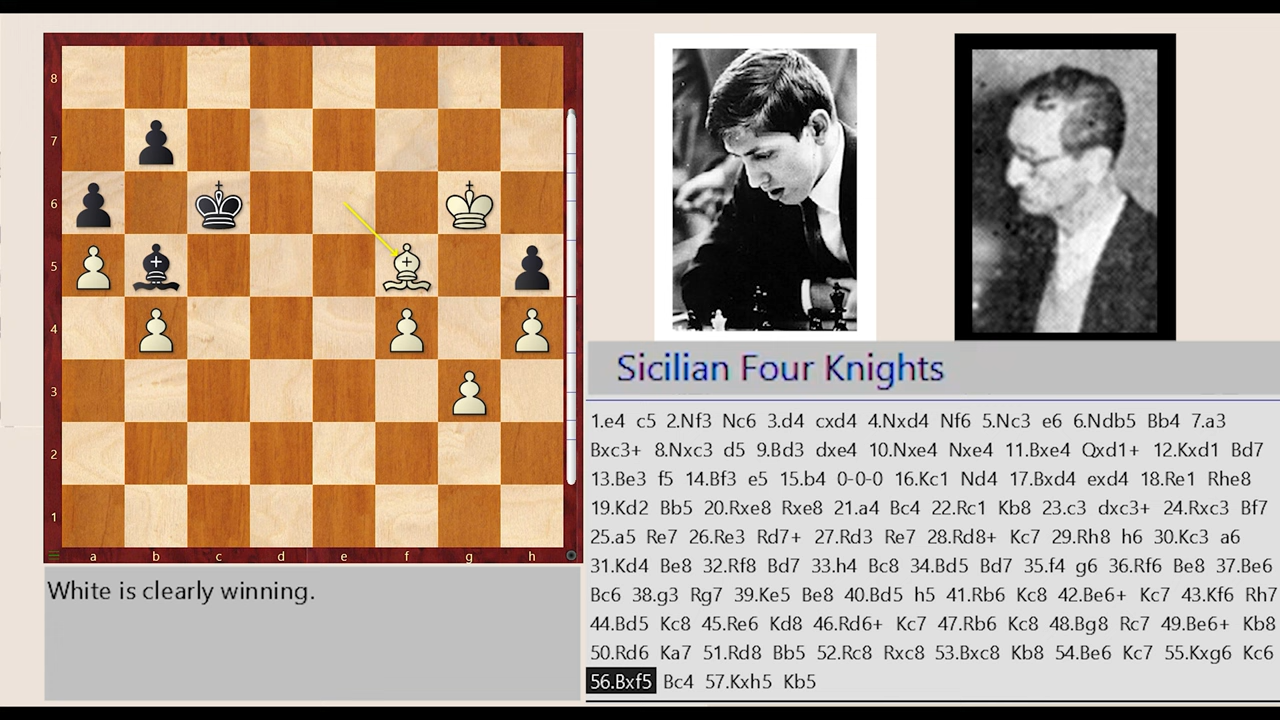 8
7
6
5
4
3
2
1
a b c d e f g h
White is clearly winning.
Sicilian Four Knights
1.e4 c5 2.Nf3 Nc6 3.d4 cxd4 4.Nxd4 Nf6 5.Nc3 e6 6.Ndb5 Bb4 7.a3
Bxc3+ 8.Nxc3 d5 9.Bd3 dxe4 10.Nxe4 Nxe4 11.Bxe4 Qxd1+ 12.Kxd1 Bd7
13.Be3 f5 14.Bf3 e5 15.b4 0-0-0 16.Kc1 Nd4 17.Bxd4 exd4 18.Re1 Rhe8
19.Kd2 Bb5 20.Rxe8 Rxe8 21.a4 Bc4 22.Rc1 Kb8 23.c3 dxc3+ 24.Rxc3 Bf7
25.a5 Re7 26.Re3 Rd7+ 27.Rd3 Re7 28.Rd8+ Kc7 29.Rh8 h6 30.Kc3 a6
31.Kd4 Be8 32.Rf8 Bd7 33.h4 Bc8 34.Bd5 Bd7 35.f4 g6 36.Rf6 Be8 37.Be6
Bc6 38.g3 Rg7 39.Ke5 Be8 40.Bd5 h5 41.Rb6 Kc8 42.Be6+ Kc7 43.Kf6 Rh7
44.Bd5 Kc8 45.Re6 Kd8 46.Rd6+ Kc7 47.Rb6 Kc8 48.Bg8 Rc7 49.Be6+ Kb8
50.Rd6 Ka7 51.Rd8 Bb5 52.Rc8 Rxc8 53.Bxc8 Kb8 54.Be6 Kc7 55.Kxg6 Kc6
56.Bxf5 Bc4 57.Kxh5 Kb5